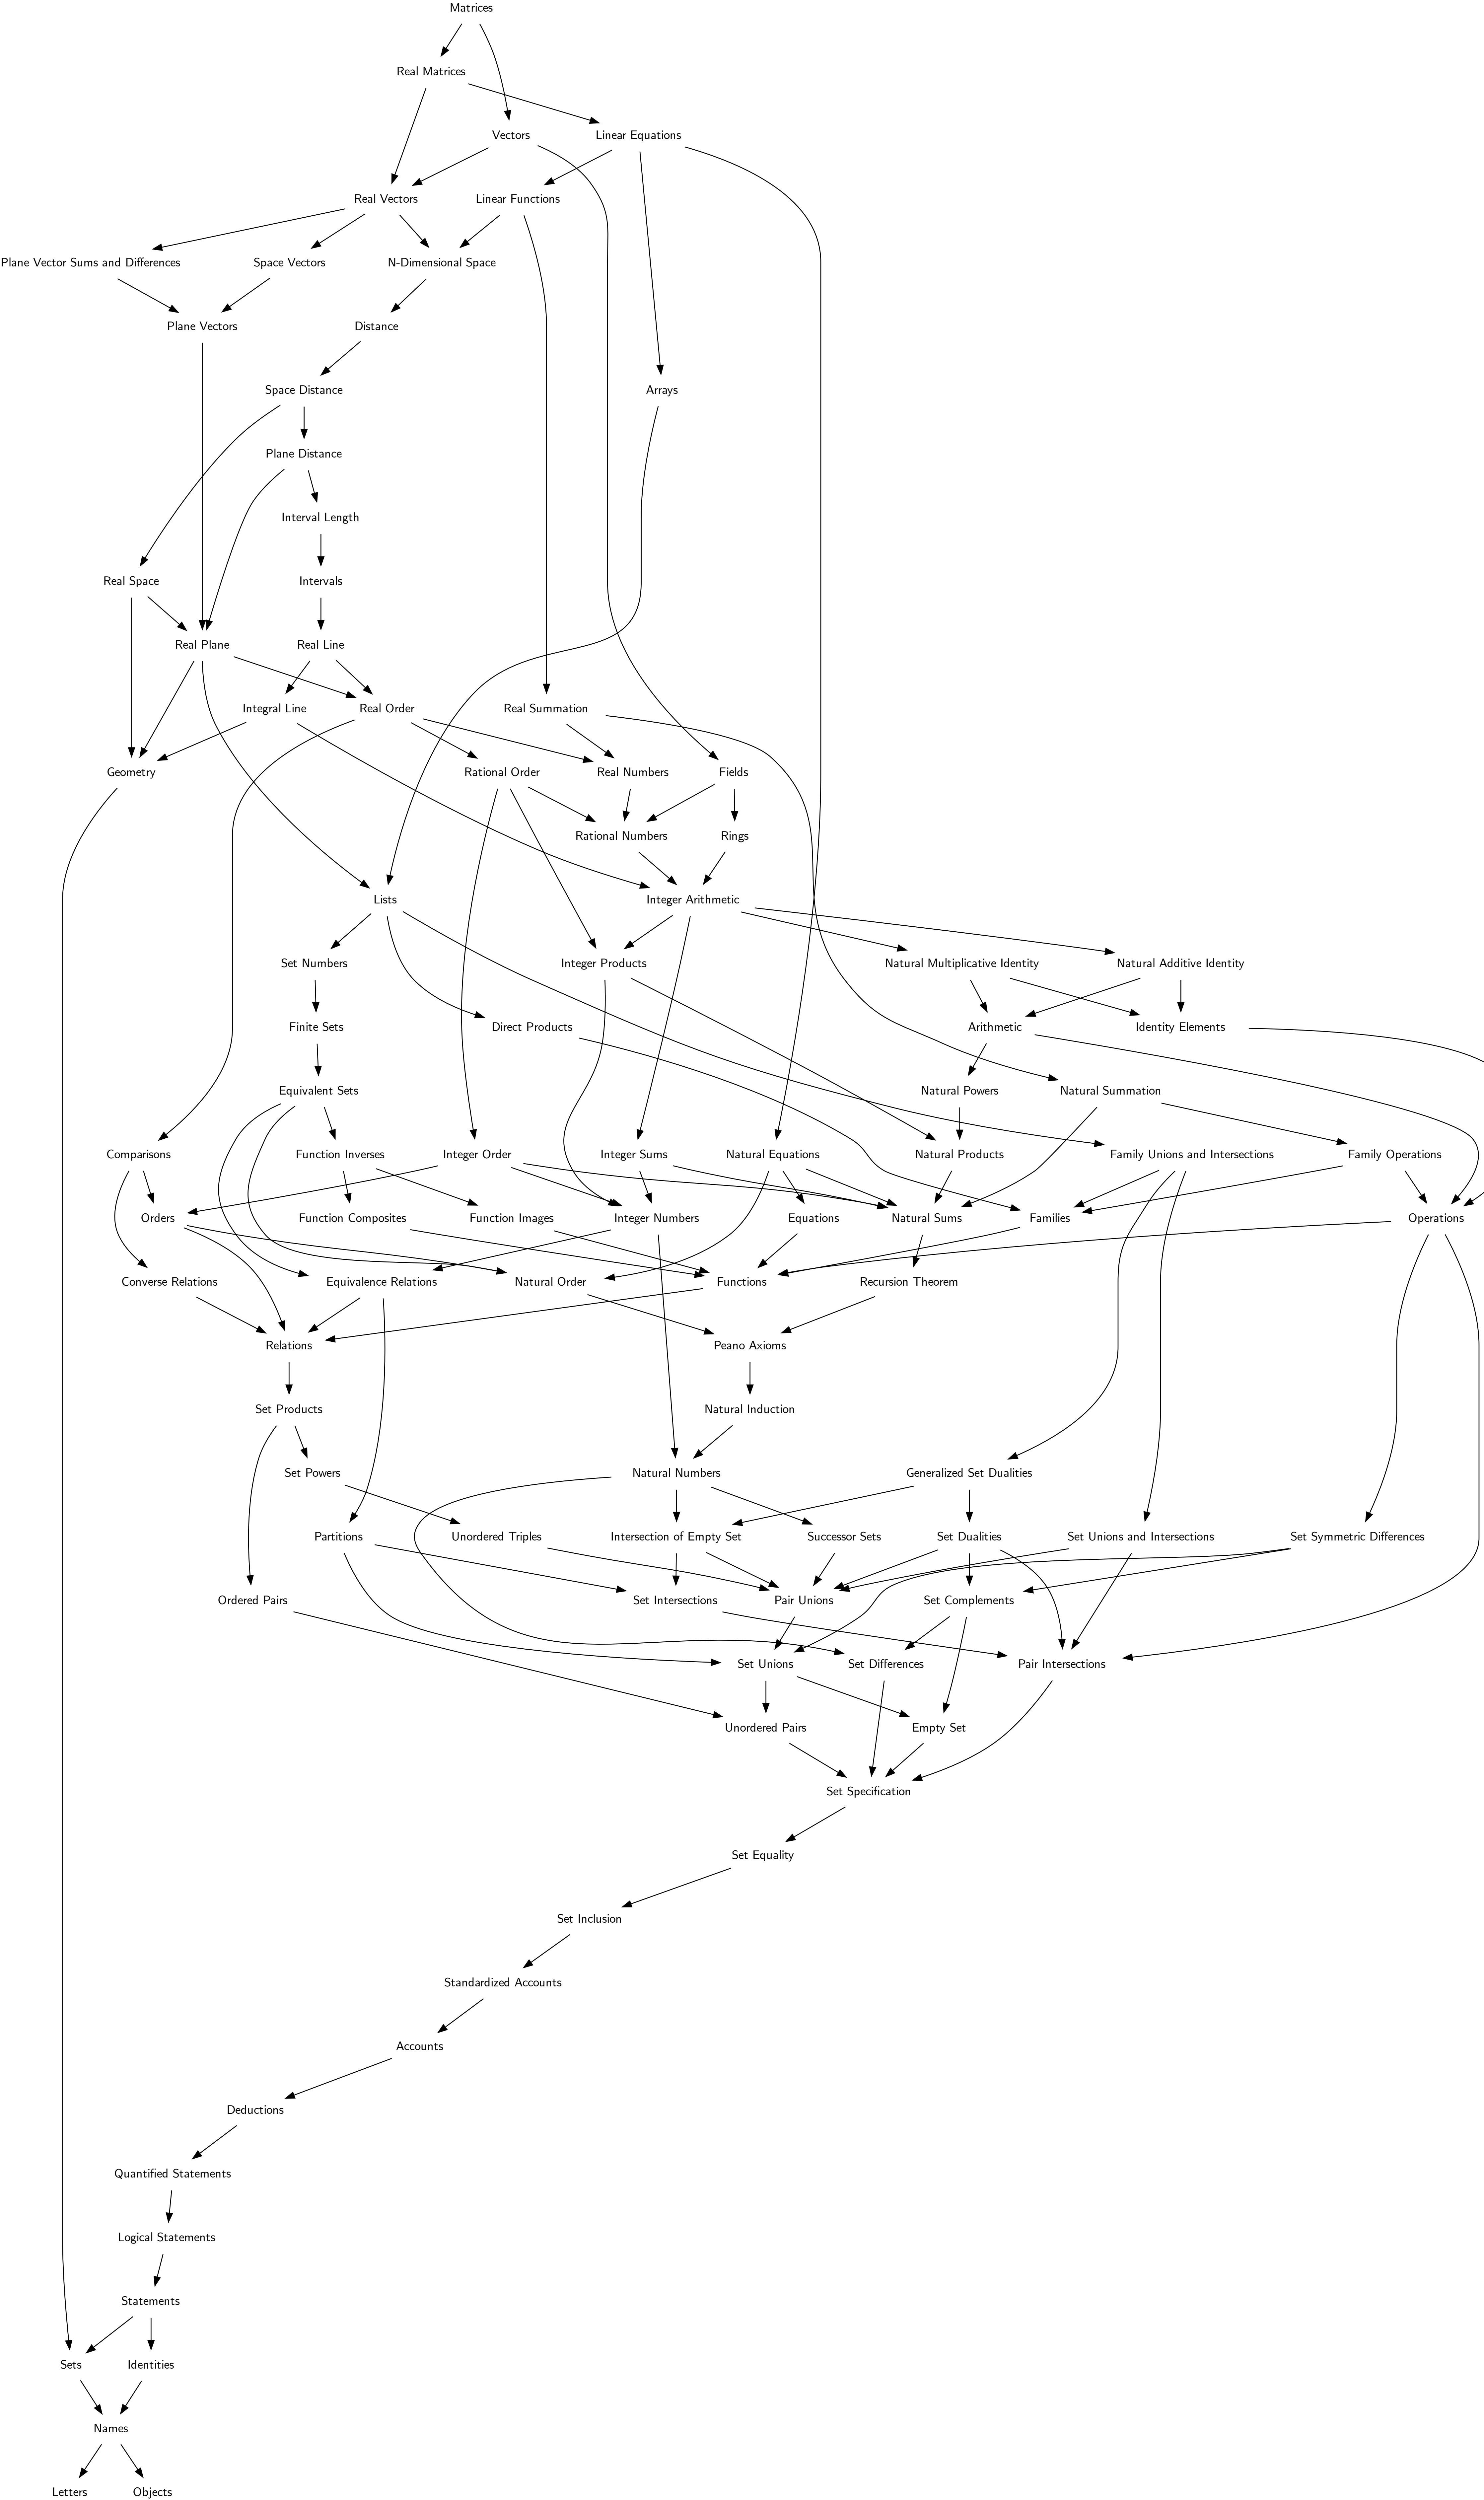 Matrices
Real Matrices
Vectors
Linear Equations
Real Vectors
Linear Functions
Plane Vector Sums and Differences
Space Vectors
N-Dimensional Space
Plane Vectors
Distance
Space Distance
Arrays
Plane Distance
Interval Length
Real Space
Intervals
Real Plane
Real Line
Integral Line
Real Order
Real Summation
Geometry
Rational Order
Real Numbers
Fields
Rational Numbers
Rings
Lists
Integer Arithmetic
Set Numbers
Integer Products
Natural Multiplicative Identity
Natural Additive Identity
Finite Sets
Direct Products
Arithmetic
Identity Elements
Equivalent Sets
Natural Powers
Natural Summation
Comparisons
Function Inverses
Integer Order
Integer Sums
Natural Equations
Natural Products
Family Unions and Intersections
Family Operations
Orders
Function Composites
Function Images
Integer Numbers
Equations
Natural Sums
Families
Operations
Converse Relations
Equivalence Relations
Natural Order
Functions
Recursion Theorem
Relations
Peano Axioms
Set Products
Natural Induction
Set Powers
Natural Numbers
Generalized Set Dualities
Partitions
Unordered Triples
Intersection of Empty Set
Successor Sets
Set Dualities
Set Unions and Intersections
Set Symmetric Differences
Ordered Pairs
Set Intersections
Pair Unions
Set Complements
Set Unions
Set Differences
Pair Intersections
Unordered Pairs
Empty Set
Set Specification
Set Equality
Set Inclusion
Standardized Accounts
Accounts
Deductions
Quantified Statements
Logical Statements
Statements
Sets
Identities
Names
Letters
Objects